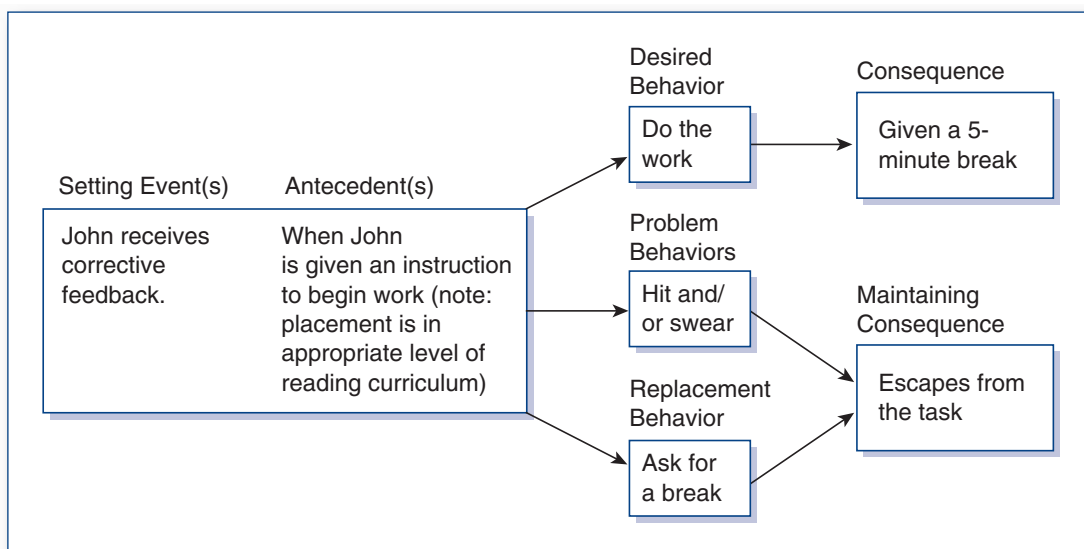 Setting Event(s)
John receives
corrective
feedback.
Antecedent(s)
When John
is given an instruction
to begin work (note:
placement is in
appropriate level of
reading curriculum)
Desired
Behavior
Do the
work
Consequence
Given a 5-
minute break
Problem
Behaviors
Hit and/
or swear
Replacement
Behavior
Ask for
a break
Maintaining
Consequence
Escapes from
the task